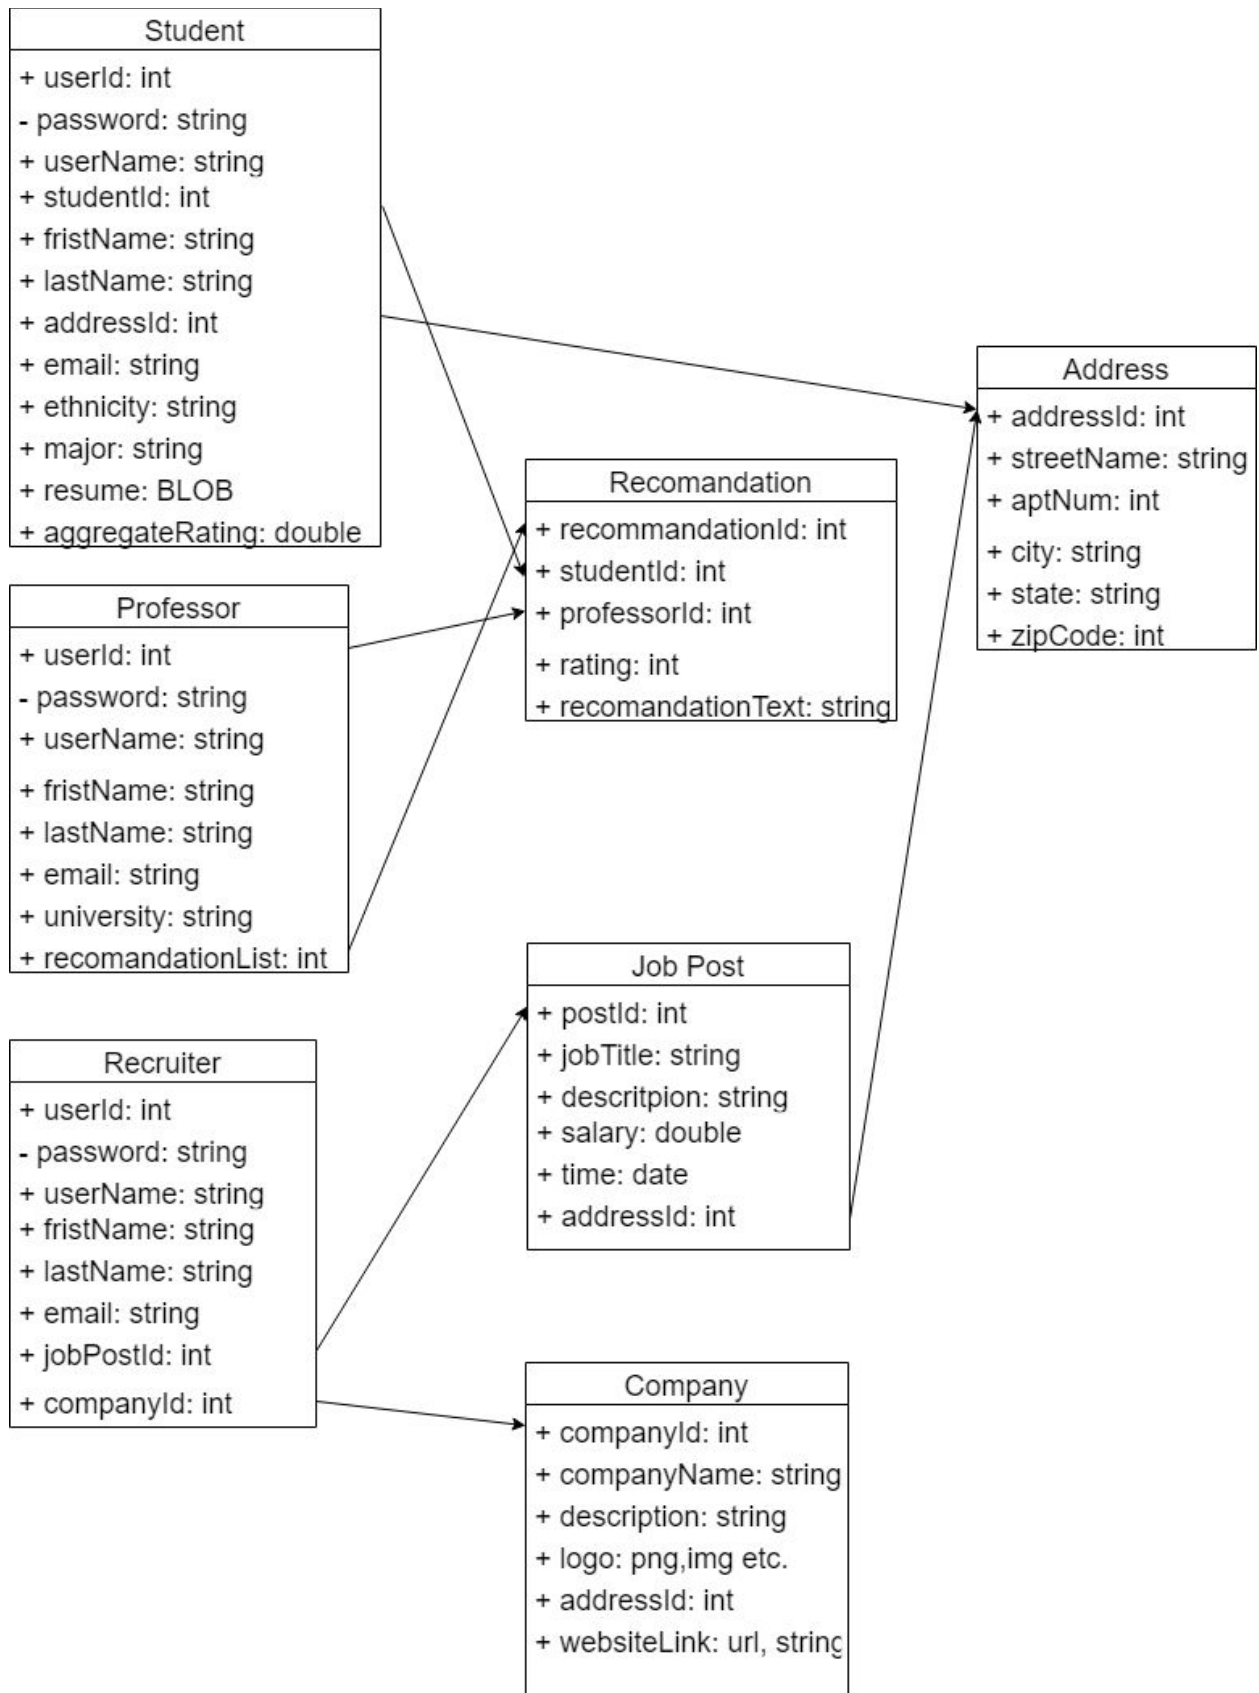 Student
+ userId: int
- password: string
+ userName: string
+ studentId: int
+ fristName: string
+ lastName: string
+ addressId: int
+ email: string
+ ethnicity: string
+ major: string
+ resume: BLOB
+ aggregateRating: double
Professor
+ userId: int
- password: string
+ userName: string
+ fristName: string
+ lastName: string
+ email: string
+ university: string
+ recomandationList: int
Recruiter
+ userId: int
- password: string
+ userName: string
+ fristName: string
+ lastName: string
+ email: string
+ jobPostId: int
+ companyId: int
Recomandation
+ recommandationId: int
+ studentId: int
+ professorId: int
+ rating: int
+ recomandationText: string
Job Post
+ postId: int
+ jobTitle: string
+ descritpion: string
+ salary: double
+ time: date
+ addressId: int
Company
+ companyId: int
+ companyName: string
+ description: string
+ logo: png,img etc.
+ addressId: int
+ websiteLink: url, string
Address
+ addressId: int
+ streetName: string
+ aptNum: int
+ city: string
+ state: string
+ zipCode: int